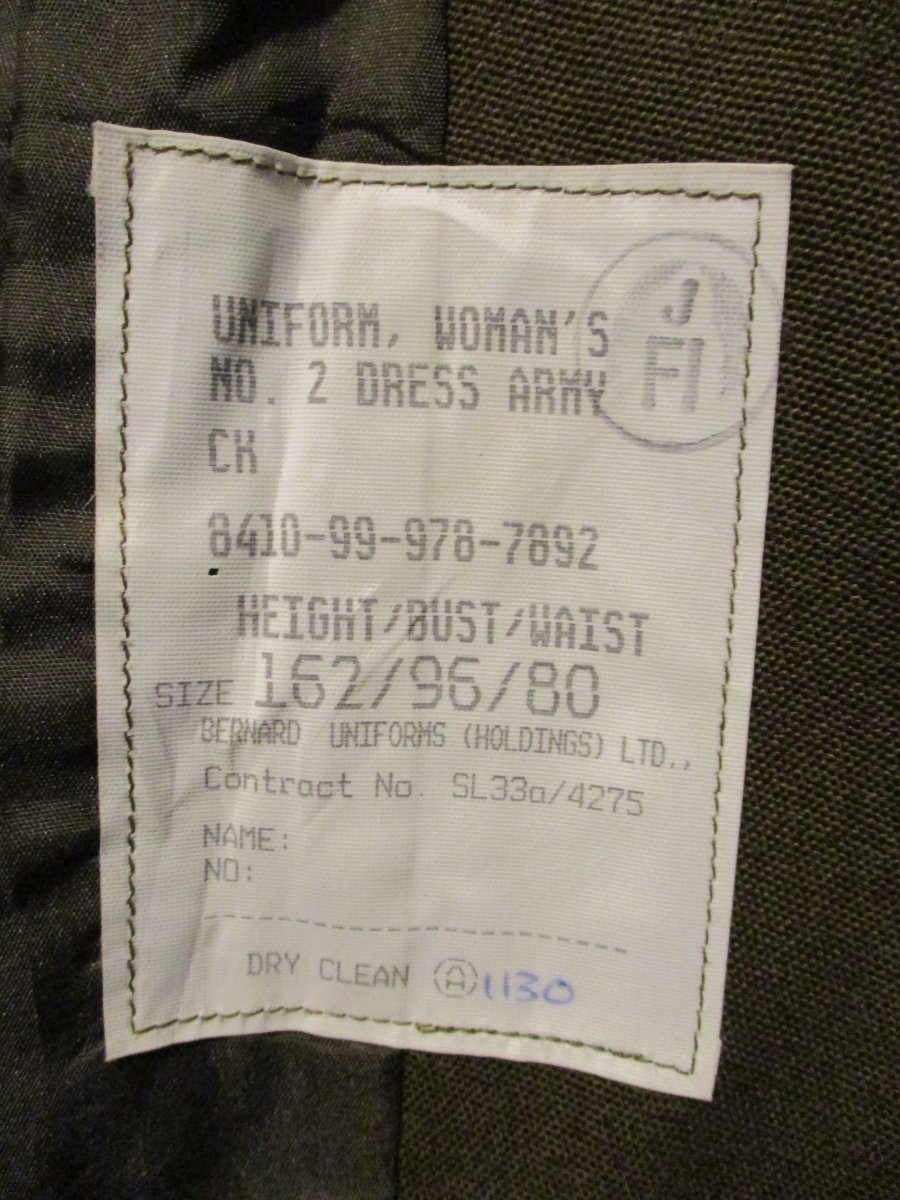 J
UNIFORM, WOMAN'S
NO. 2 DRESS ARMY
CK
8410-99-978-7892
HEIGHT/BUST/WAIST
SIZE 162/96/80
BERNARD UNIFORMS (HOLDINGS) LTD.,
Contract No. SL33a/4275
NAME:
NO:
DRY CLEAN A 1130